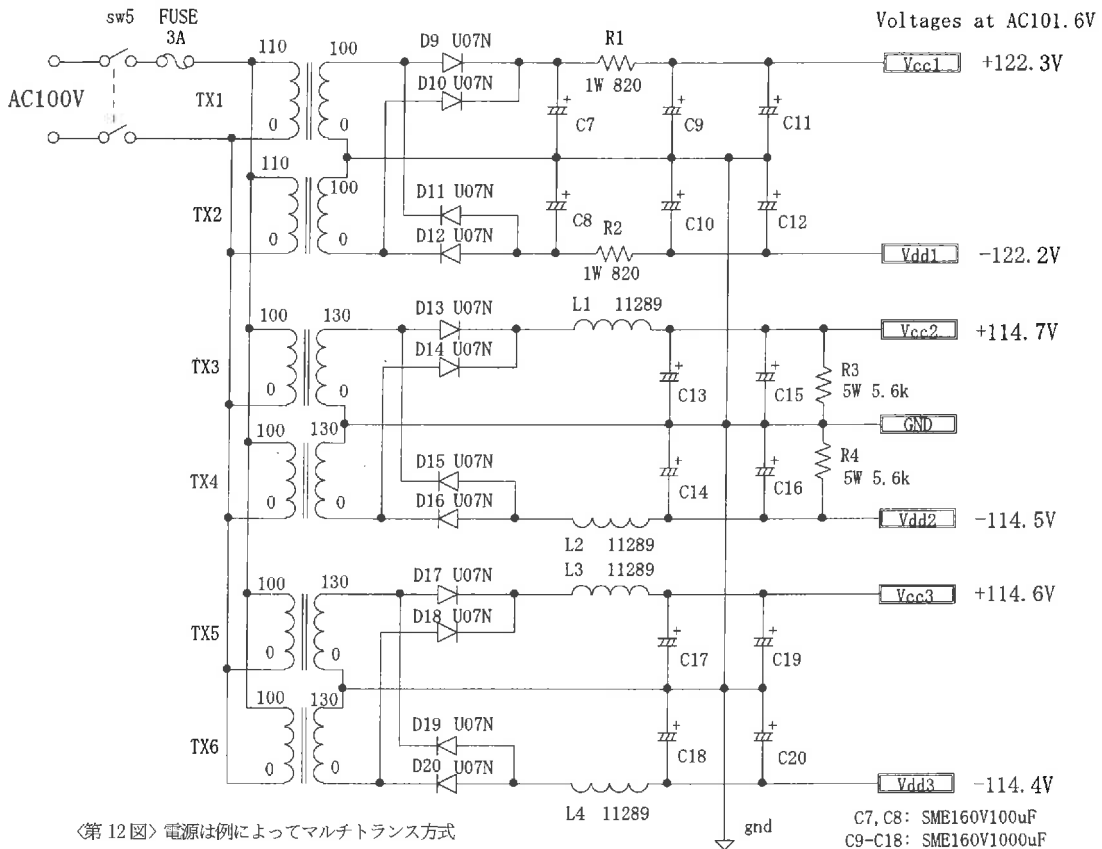 sw5 FUSE
3A
Voltages at AC101.6V
AC100V
110 100
TX1
0 0
D9 U07N
D10 U07N
R1
1W 820
C7
C9
C11
Vcc1 +122.3V
110 100
TX2
0 0
D11 U07N
D12 U07N
C8
R2
1W 820
C10
C12
Vdd1 -122.2V
100 130
TX3
0 0
D13 U07N
D14 U07N
L1 11289
C13
C15
R3
5W 5.6k
Vcc2 +114.7V
GND
100 130
TX4
0 0
D15 U07N
D16 U07N
C14
C16
R4
5W 5.6k
L2 11289
Vdd2 -114.5V
100 130
TX5
0 0
D17 U07N
D18 U07N
L3 11289
C17
C19
Vcc3 +114.6V
100 130
TX6
0 0
D19 U07N
D20 U07N
C18
C20
L4 11289
Vdd3 -114.4V
gnd
〈第12図〉電源は例によってマルチトランス方式
C7,C8: SME160V100uF
C9-C18: SME160V1000uF